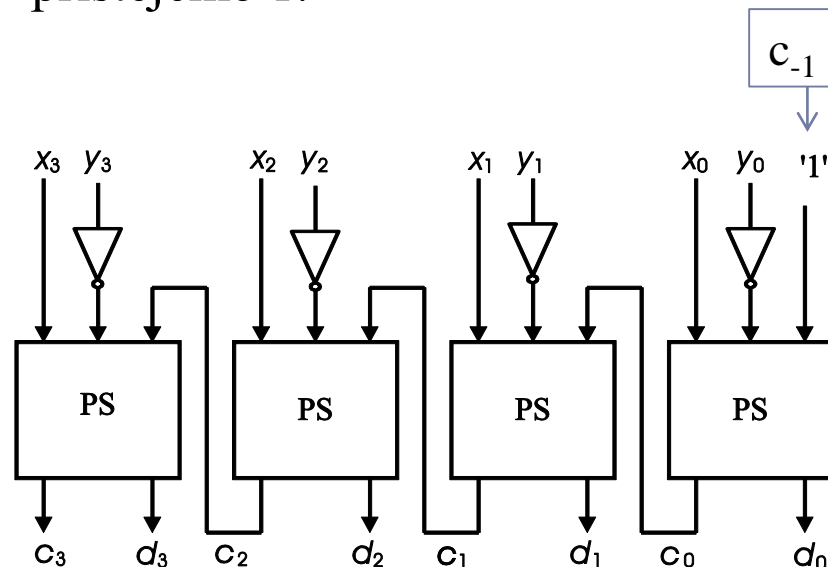 c₋₁
x₃ y₃ x₂ y₂ x₁ y₁ x₀ y₀ '1'
PS PS PS PS
c₃ d₃ c₂ d₂ c₁ d₁ c₀ d₀